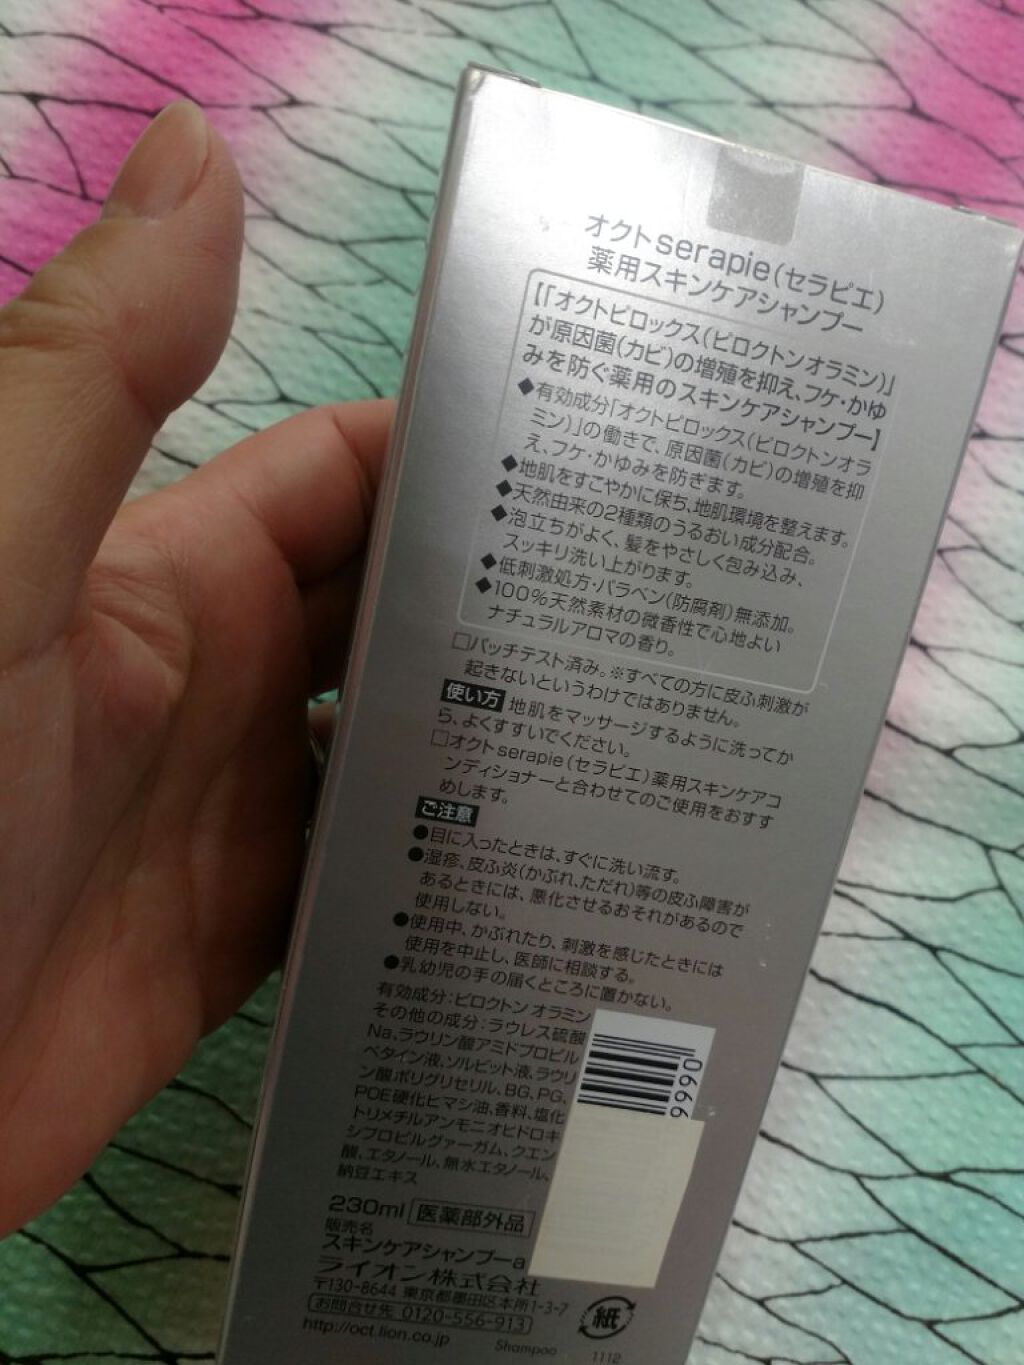 オクトserapie(セラピエ)
薬用スキンケアシャンプー
【「オクトピロックス(ピロクトンオラミン)」
が原因菌(カビ)の増殖を抑え、フケ・かゆ
みを防ぐ薬用のスキンケアシャンプー】
◆有効成分「オクトピロックス(ピロクトンオラ
ミン)」の働きで、原因菌(カビ)の増殖を抑
え、フケ・かゆみを防ぎます。
◆地肌をすこやかに保ち、地肌環境を整えます。
◆天然由来の2種類のうるおい成分配合。
◆泡立ちがよく、髪をやさしく包み込み、
スッキリ洗い上がります。
◆低刺激処方・パラベン(防腐剤)無添加。
◆100%天然素材の微香性で心地よい
ナチュラルアロマの香り。
□パッチテスト済み。※すべての方に皮ふ刺激が
起きないというわけではありません。
使い方 地肌をマッサージするように洗ってか
ら、よくすすいでください。
□オクトserapie(セラピエ)薬用スキンケアコ
ンディショナーと合わせてのご使用をおすす
めします。
ご注意
●目に入ったときは、すぐに洗い流す。
●湿疹、皮ふ炎(かぶれ、ただれ)等の皮ふ障害が
あるときには、悪化させるおそれがあるので
使用しない。
●使用中、かぶれたり、刺激を感じたときには
使用を中止し、医師に相談する。
●乳幼児の手の届くところに置かない。
有効成分:ピロクトン オラミン
その他の成分:ラウレス硫酸
Na、ラウリン酸アミドプロピル
ベタイン液、ソルビット液、ラウリ
ン酸ポリグリセリル、BG、PG、
POE硬化ヒマシ油、香料、塩化
トリメチルアンモニオヒドロキ
シプロピルグァーガム、クエン
酸、エタノール、無水エタノール、
納豆エキス
0666
230ml 医薬部外品
販売名
スキンケアシャンプーa
ライオン株式会社
〒130-8644 東京都墨田区本所1-3-7
お問合せ先 0120-556-913
http://oct.lion.co.jp
紙
Shampoo
1112